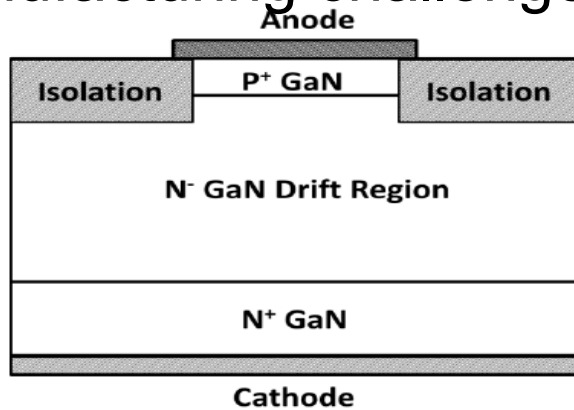 Anode
P⁺ GaN
Isolation
Isolation
N⁻ GaN Drift Region
N⁺ GaN
Cathode